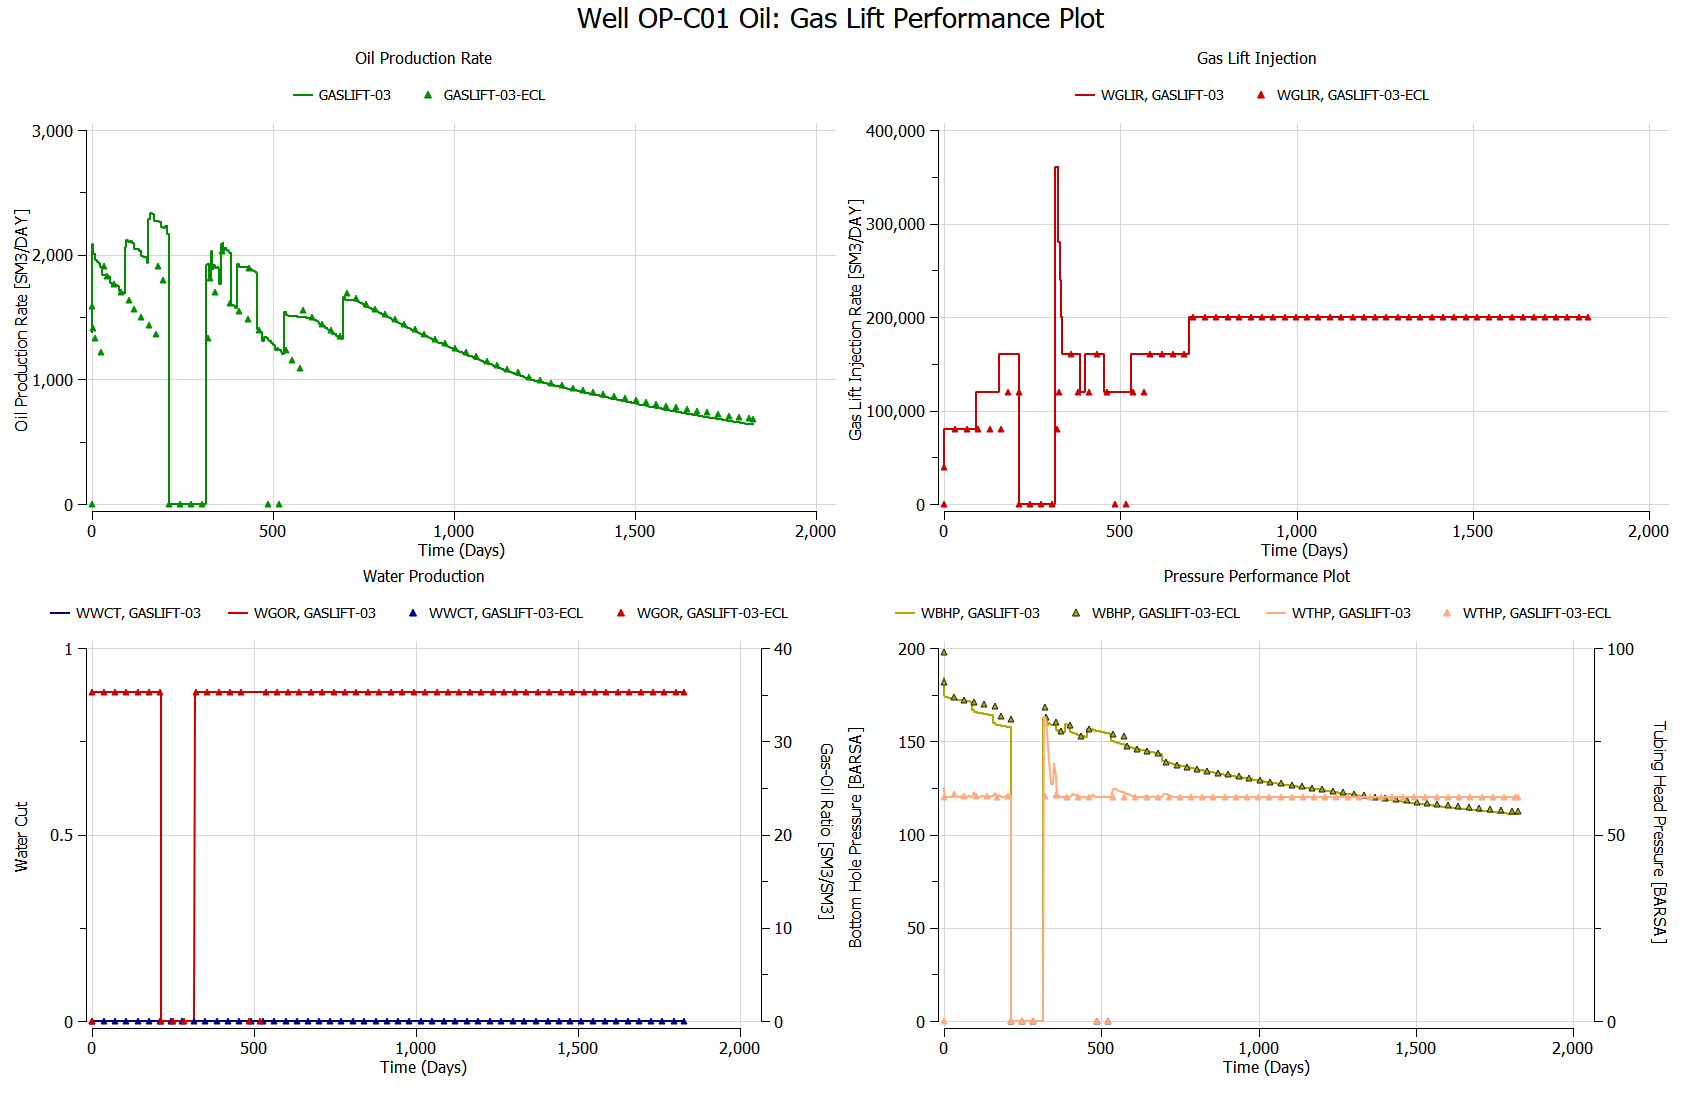 Well OP-C01 Oil: Gas Lift Performance Plot
Oil Production Rate
GASLIFT-03 GASLIFT-03-ECL
Oil Production Rate [SM3/DAY]
3,000
2,000
1,000
0
0 500 1,000 1,500 2,000
Time (Days)
Gas Lift Injection
WGLIR, GASLIFT-03 WGLIR, GASLIFT-03-ECL
Gas Lift Injection Rate [SM3/DAY]
400,000
300,000
200,000
100,000
0
0 500 1,000 1,500 2,000
Time (Days)
Water Production
WWCT, GASLIFT-03 WGOR, GASLIFT-03 WWCT, GASLIFT-03-ECL WGOR, GASLIFT-03-ECL
Water Cut
1
0.5
0
40
30
20
10
0
Gas-Oil Ratio [SM3/SM3]
0 500 1,000 1,500 2,000
Time (Days)
Pressure Performance Plot
WBHP, GASLIFT-03 WBHP, GASLIFT-03-ECL WTHP, GASLIFT-03 WTHP, GASLIFT-03-ECL
Bottom Hole Pressure [BARSA]
200
150
100
50
0
100
50
0
Tubing Head Pressure [BARSA]
0 500 1,000 1,500 2,000
Time (Days)